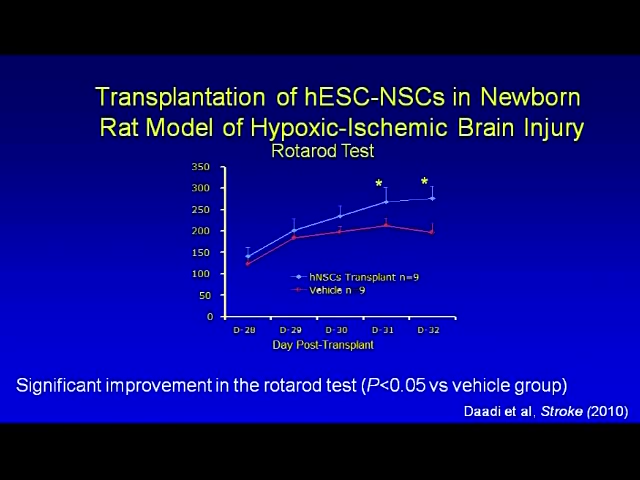 Transplantation of hESC-NSCs in Newborn
Rat Model of Hypoxic-Ischemic Brain Injury
Rotarod Test
350
300
250
200
150
100
50
0
* *
hNSCs Transplant n=9
Vehicle n 9
D-28 D-29 D-30 D-31 D-32
Day Post-Transplant
Significant improvement in the rotarod test (P<0.05 vs vehicle group)
Daadi et al, Stroke (2010)